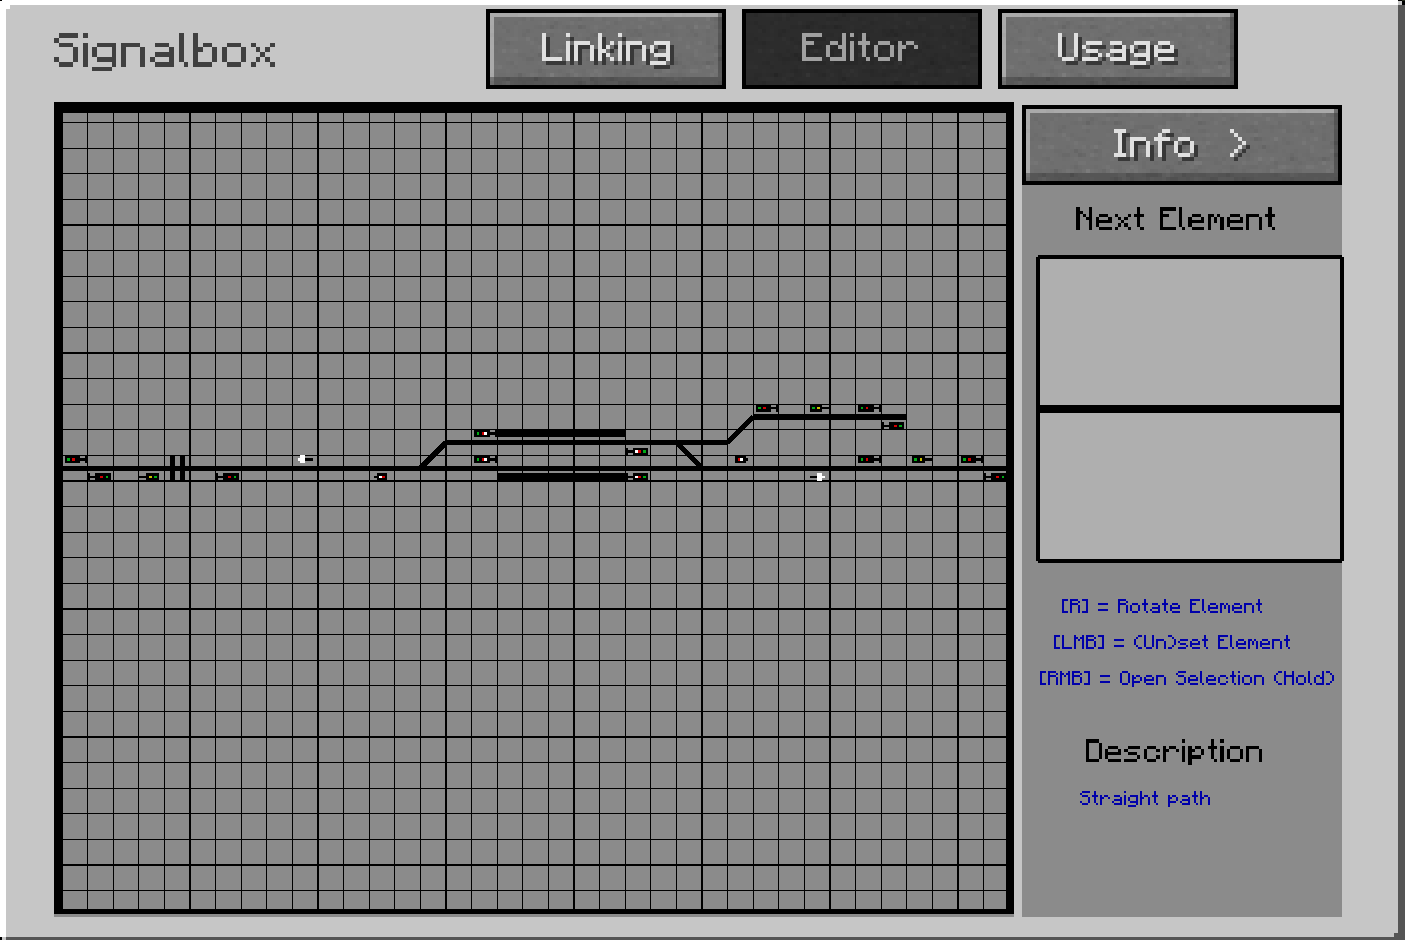 Signalbox
Linking
Editor
Usage
Info >
Next Element
[R] = Rotate Element
[LMB] = (Un)set Element
[RMB] = Open Selection (Hold)
Description
Straight path